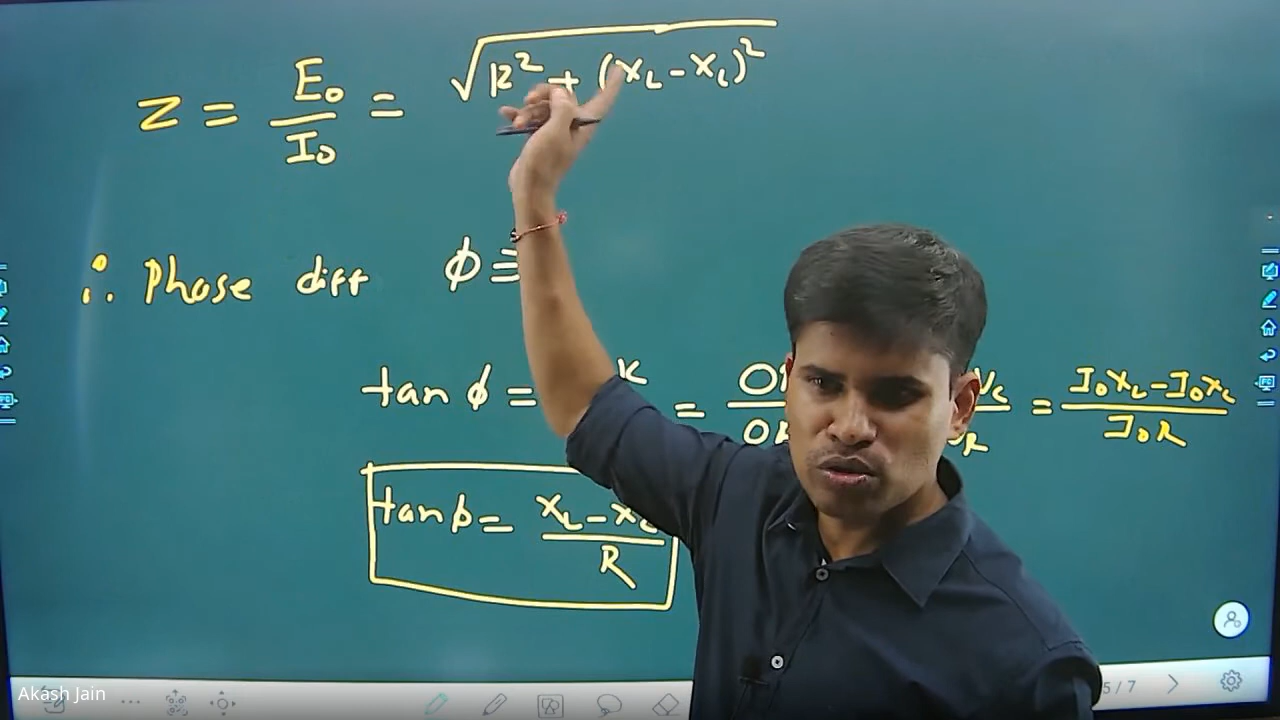 Z = E₀/I₀ = √(R² + (X_L - X_C)²)
∴ Phase diff ϕ ≡
tan ϕ = K = = I₀X_L - I₀X_C / I₀R
tan ϕ = X_L - X_C / R
5/7
Akash Jain